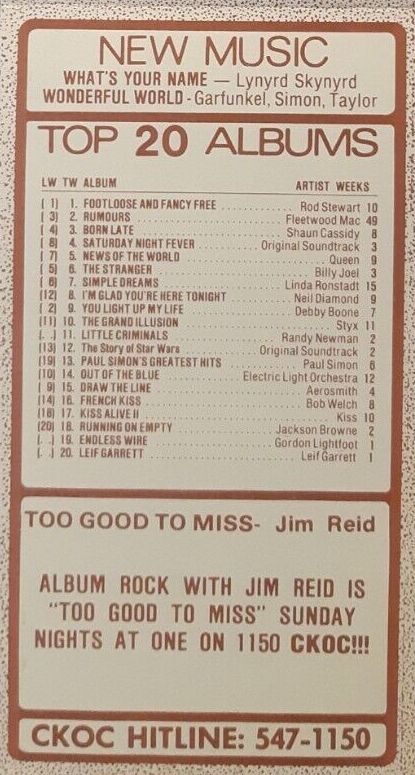 NEW MUSIC
WHAT'S YOUR NAME — Lynyrd Skynyrd
WONDERFUL WORLD - Garfunkel, Simon, Taylor
TOP 20 ALBUMS
LW TW ALBUM ARTIST WEEKS
( 1) 1. FOOTLOOSE AND FANCY FREE Rod Stewart 10
( 3) 2. RUMOURS Fleetwood Mac 49
( 4) 3. BORN LATE Shaun Cassidy 8
( 8) 4. SATURDAY NIGHT FEVER Original Soundtrack 3
( 7) 5. NEWS OF THE WORLD Queen 9
( 5) 6. THE STRANGER Billy Joel 3
( 6) 7. SIMPLE DREAMS Linda Ronstadt 15
(12) 8. I'M GLAD YOU'RE HERE TONIGHT Neil Diamond 9
( 2) 9. YOU LIGHT UP MY LIFE Debby Boone 7
(11) 10. THE GRAND ILLUSION Styx 11
(. .) 11. LITTLE CRIMINALS Randy Newman 2
(13) 12. The Story of Star Wars Original Soundtrack 2
(19) 13. PAUL SIMON'S GREATEST HITS Paul Simon 6
(10) 14. OUT OF THE BLUE Electric Light Orchestra 12
( 9) 15. DRAW THE LINE Aerosmith 4
(14) 16. FRENCH KISS Bob Welch 8
(16) 17. KISS ALIVE II Kiss 10
(20) 18. RUNNING ON EMPTY Jackson Browne 2
(. .) 19. ENDLESS WIRE Gordon Lightfoot 1
(. .) 20. LEIF GARRETT Leif Garrett 1
TOO GOOD TO MISS- Jim Reid
ALBUM ROCK WITH JIM REID IS
"TOO GOOD TO MISS" SUNDAY
NIGHTS AT ONE ON 1150 CKOC!!!
CKOC HITLINE: 547-1150